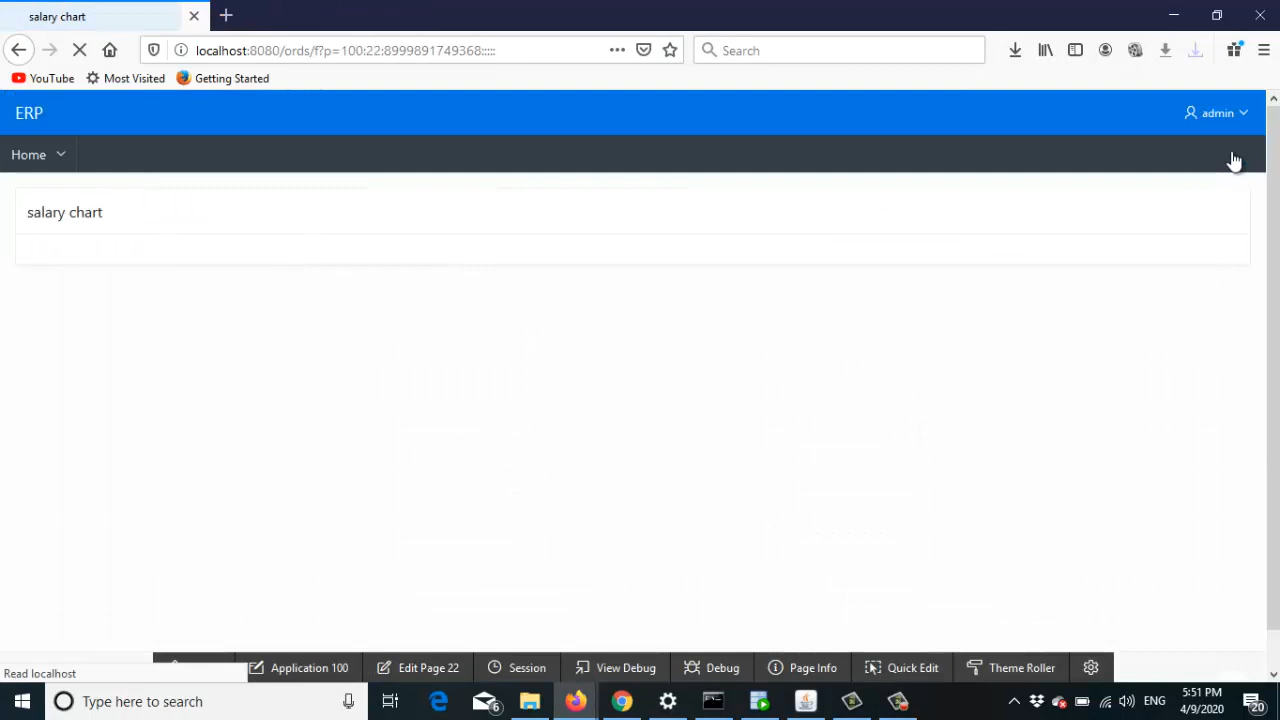 salary chart
localhost:8080/ords/f?p=100:22:8999891749368:::::
Search
YouTube
Most Visited
Getting Started
ERP
admin
Home
salary chart
Read localhost
Application 100
Edit Page 22
Session
View Debug
Debug
Page Info
Quick Edit
Theme Roller
Type here to search
6
ENG
5:51 PM
4/9/2020
20